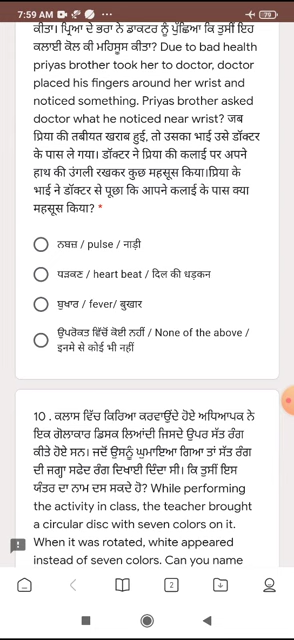 7:59 AM
79
ਕੀਤਾ। ਪ੍ਰਿਆ ਦੇ ਭਰਾ ਨੇ ਡਾਕਟਰ ਨੂੰ ਪੁੱਛਿਆ ਕਿ ਤੁਸੀਂ ਇਹ
ਕਲਾਈ ਕੋਲ ਕੀ ਮਹਿਸੂਸ ਕੀਤਾ? Due to bad health
priyas brother took her to doctor, doctor
placed his fingers around her wrist and
noticed something. Priyas brother asked
doctor what he noticed near wrist? जब
प्रिया की तबीयत खराब हुई, तो उसका भाई उसे डॉक्टर
के पास ले गया। डॉक्टर ने प्रिया की कलाई पर अपने
हाथ की उंगली रखकर कुछ महसूस किया।प्रिया के
भाई ने डॉक्टर से पूछा कि आपने कलाई के पास क्या
महसूस किया? *
ਨਬਜ਼ / pulse / नाड़ी
ਧੜਕਣ / heart beat / दिल की धड़कन
ਬੁਖਾਰ / fever/ बुखार
ਉਪਰੋਕਤ ਵਿੱਚੋਂ ਕੋਈ ਨਹੀਂ / None of the above /
इनमे से कोई भी नहीं
10 . ਕਲਾਸ ਵਿੱਚ ਕਿਰਿਆ ਕਰਵਾਉਂਦੇ ਹੋਏ ਅਧਿਆਪਕ ਨੇ
ਇਕ ਗੋਲਾਕਾਰ ਡਿਸਕ ਲਿਆਂਦੀ ਜਿਸਦੇ ਉਪਰ ਸੱਤ ਰੰਗ
ਕੀਤੇ ਹੋਏ ਸਨ। ਜਦੋਂ ਉਸਨੂੰ ਘੁਮਾਇਆ ਗਿਆ ਤਾਂ ਸੱਤ ਰੰਗ
ਦੀ ਜਗ੍ਹਾ ਸਫੇਦ ਰੰਗ ਦਿਖਾਈ ਦਿੰਦਾ ਸੀ। ਕਿ ਤੁਸੀਂ ਇਸ
ਯੰਤਰ ਦਾ ਨਾਮ ਦਸ ਸਕਦੇ ਹੋ? While performing
the activity in class, the teacher brought
a circular disc with seven colors on it.
When it was rotated, white appeared
instead of seven colors. Can you name
2